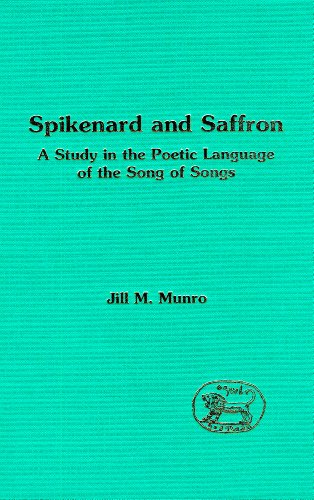 Spikenard and Saffron
A Study in the Poetic Language
of the Song of Songs
Jill M. Munro